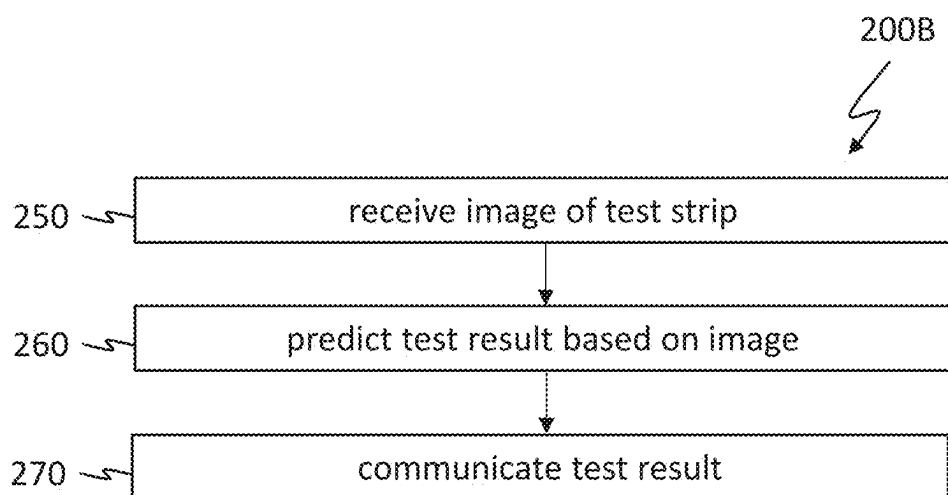 200B
250 receive image of test strip
260 predict test result based on image
270 communicate test result